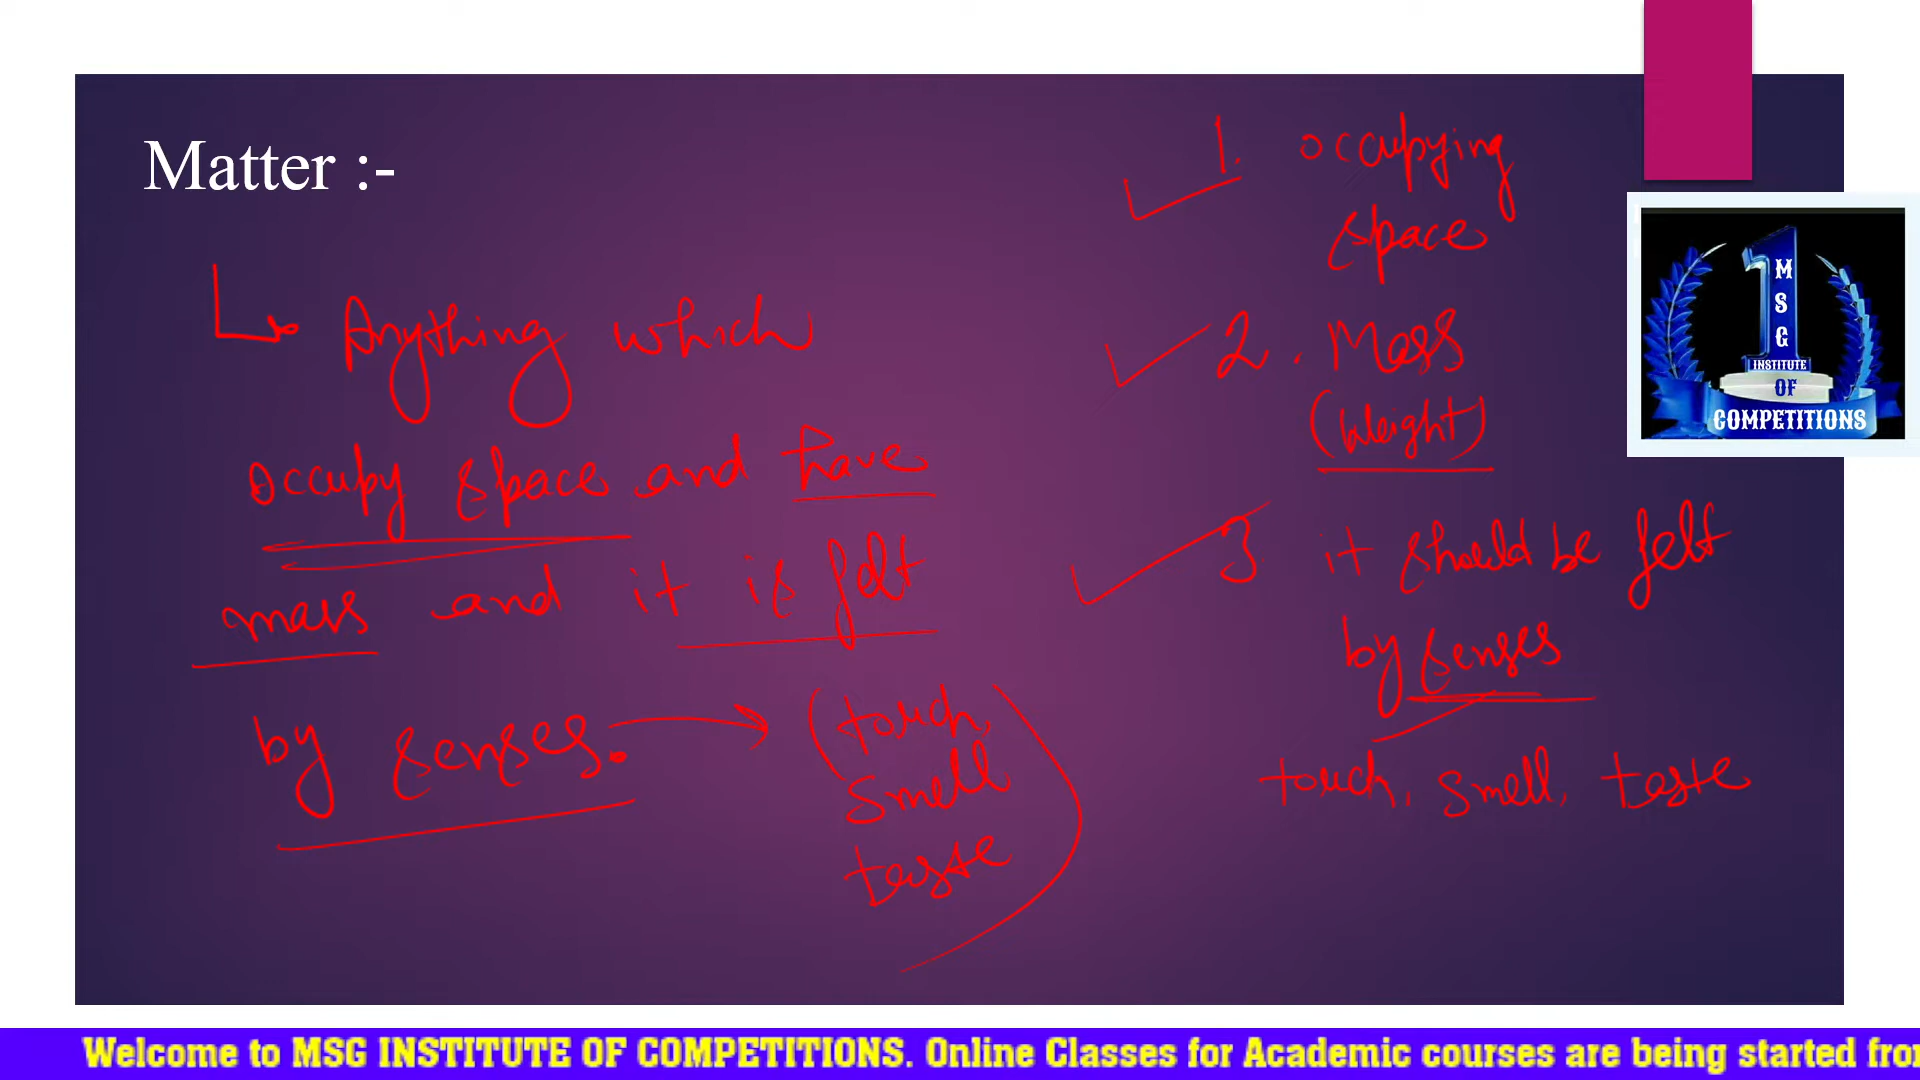 Matter :-
Anything which
occupy space and have
mass and it is felt
by senses.
(touch,
smell
taste)
1. occupying
space
2. Mass
(Weight)
3. it should be felt
by senses
touch, smell, taste
M
S
G
INSTITUTE
OF
COMPETITIONS
Welcome to MSG INSTITUTE OF COMPETITIONS. Online Classes for Academic courses are being started fro